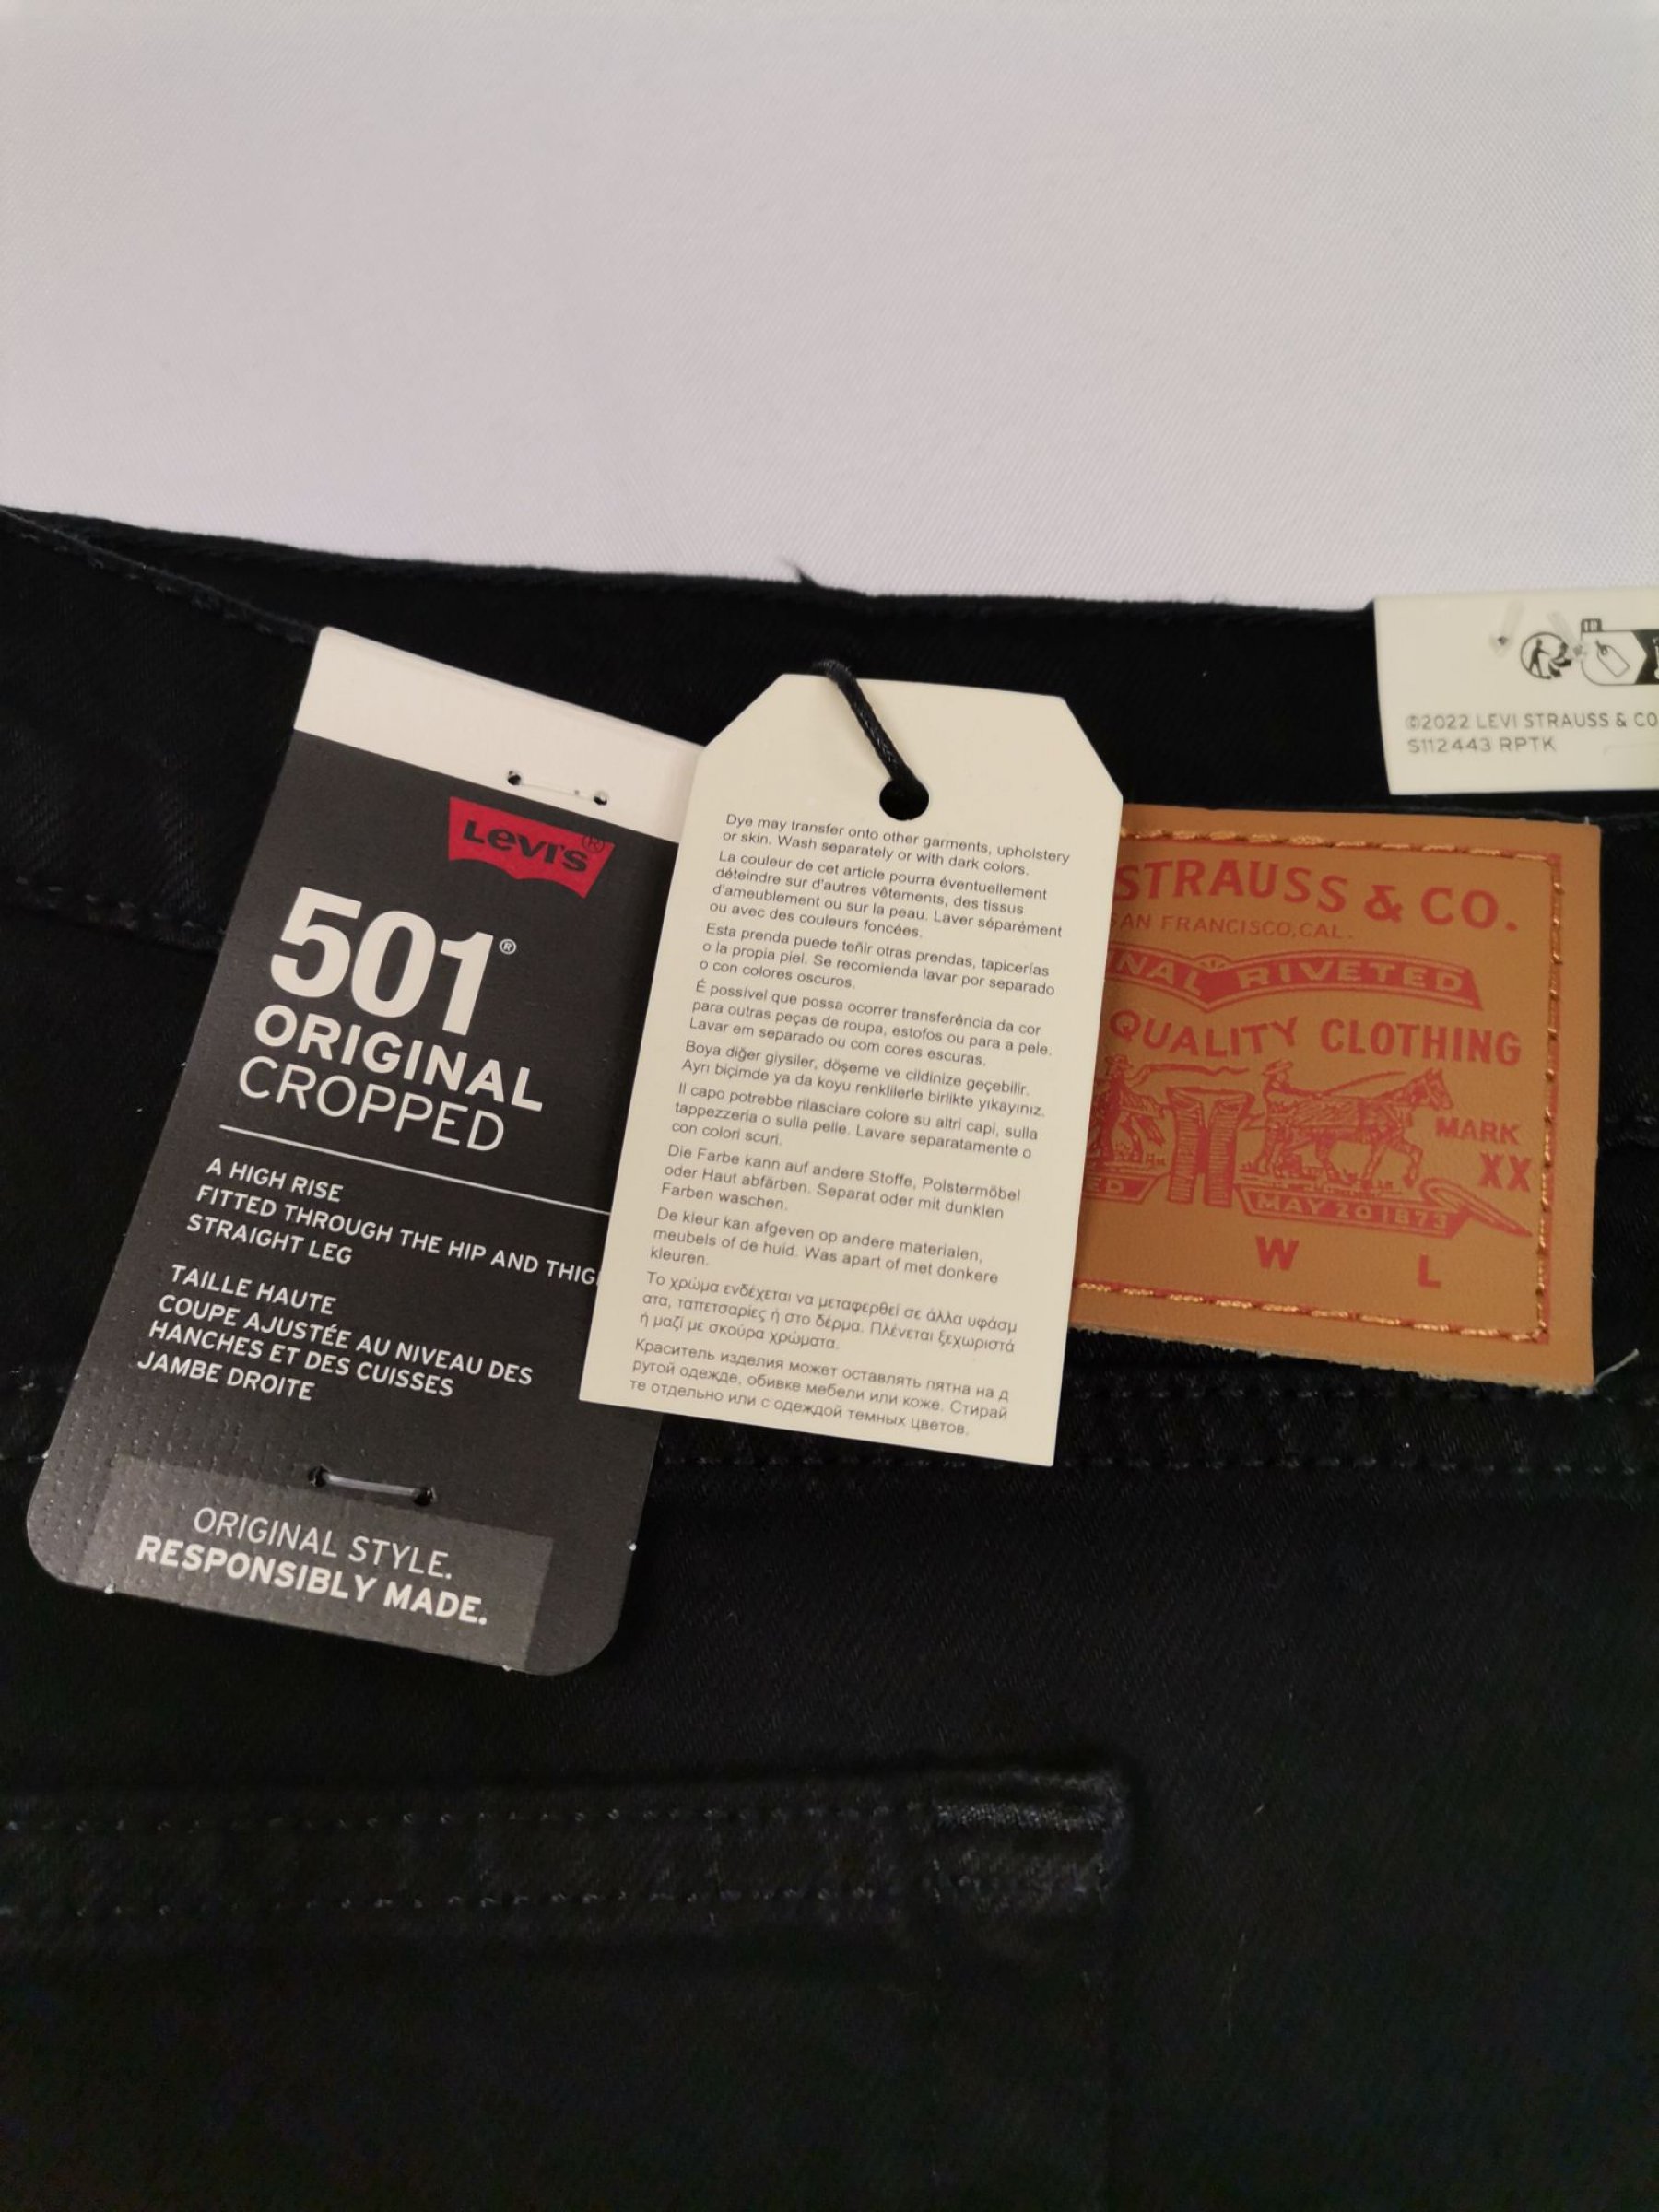 Levi's®
501®
ORIGINAL
CROPPED
A HIGH RISE
FITTED THROUGH THE HIP AND THIG
STRAIGHT LEG
TAILLE HAUTE
COUPE AJUSTÉE AU NIVEAU DES
HANCHES ET DES CUISSES
JAMBE DROITE
ORIGINAL STYLE.
RESPONSIBLY MADE.
Dye may transfer onto other garments, upholstery
or skin. Wash separately or with dark colors.
La couleur de cet article pourra éventuellement
déteindre sur d'autres vêtements, des tissus
d'ameublement ou sur la peau. Laver séparément
ou avec des couleurs foncées.
Esta prenda puede teñir otras prendas, tapicerías
o la propia piel. Se recomienda lavar por separado
o con colores oscuros.
É possível que possa ocorrer transferência da cor
para outras peças de roupa, estofos ou para a pele.
Lavar em separado ou com cores escuras.
Boya diğer giysiler, döşeme ve cildinize geçebilir.
Ayrı biçimde ya da koyu renklilerle birlikte yıkayınız.
Il capo potrebbe rilasciare colore su altri capi, sulla
tappezzeria o sulla pelle. Lavare separatamente o
con colori scuri.
Die Farbe kann auf andere Stoffe, Polstermöbel
oder Haut abfärben. Separat oder mit dunklen
Farben waschen.
De kleur kan afgeven op andere materialen,
meubels of de huid. Was apart of met donkere
kleuren.
Το χρώμα ενδέχεται να μεταφερθεί σε άλλα υφάσμ
ατα, ταπετσαρίες ή στο δέρμα. Πλένεται ξεχωριστά
ή μαζί με σκούρα χρώματα.
Краситель изделия может оставлять пятна на д
ругой одежде, обивке мебели или коже. Стирай
те отдельно или с одеждой темных цветов.
©2022 LEVI STRAUSS & CO
S112443 RPTK
STRAUSS & CO.
SAN FRANCISCO, CAL.
NAL RIVETED
QUALITY CLOTHING
MARK
XX
ED MAY 20 1873
W L